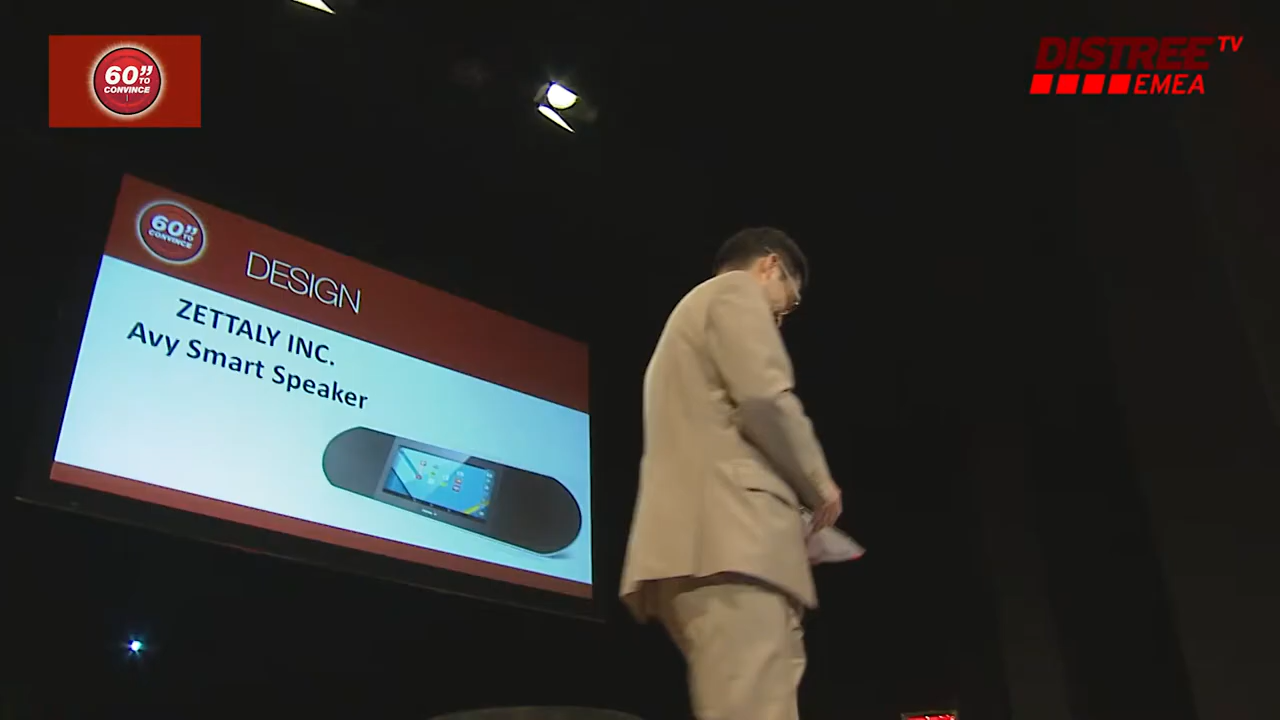 60”
TO
CONVINCE
DISTREE TV
EMEA
60”
TO
CONVINCE
DESIGN
ZETTALY INC.
Avy Smart Speaker